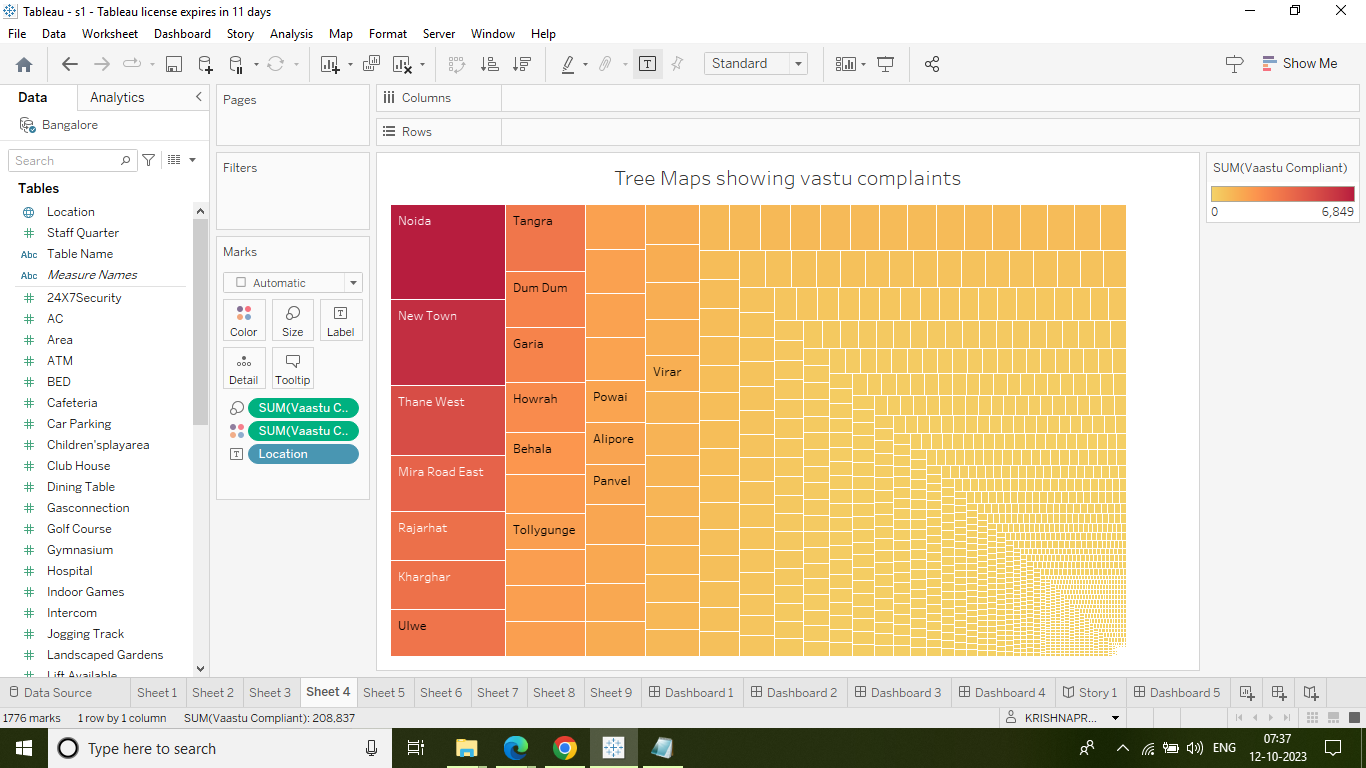 Tableau - s1 - Tableau license expires in 11 days
File Data Worksheet Dashboard Story Analysis Map Format Server Window Help
Standard
Show Me
Data Analytics
Bangalore
Search
Tables
Location
Staff Quarter
Abc Table Name
Abc Measure Names
24X7Security
AC
Area
ATM
BED
Cafeteria
Car Parking
Children'splayarea
Club House
Dining Table
Gasconnection
Golf Course
Gymnasium
Hospital
Indoor Games
Intercom
Jogging Track
Landscaped Gardens
Lift Available
Pages
Filters
Marks
Automatic
Color Size Label
Detail Tooltip
SUM(Vaastu C..
SUM(Vaastu C..
Location
Columns
Rows
Tree Maps showing vastu complaints
Noida
New Town
Thane West
Mira Road East
Rajarhat
Kharghar
Ulwe
Tangra
Dum Dum
Garia
Howrah
Behala
Tollygunge
Powai
Alipore
Panvel
Virar
SUM(Vaastu Compliant)
0 6,849
Data Source Sheet 1 Sheet 2 Sheet 3 Sheet 4 Sheet 5 Sheet 6 Sheet 7 Sheet 8 Sheet 9 Dashboard 1 Dashboard 2 Dashboard 3 Dashboard 4 Story 1 Dashboard 5
1776 marks 1 row by 1 column SUM(Vaastu Compliant): 208,837 KRISHNAPR...
Type here to search
ENG
07:37
12-10-2023